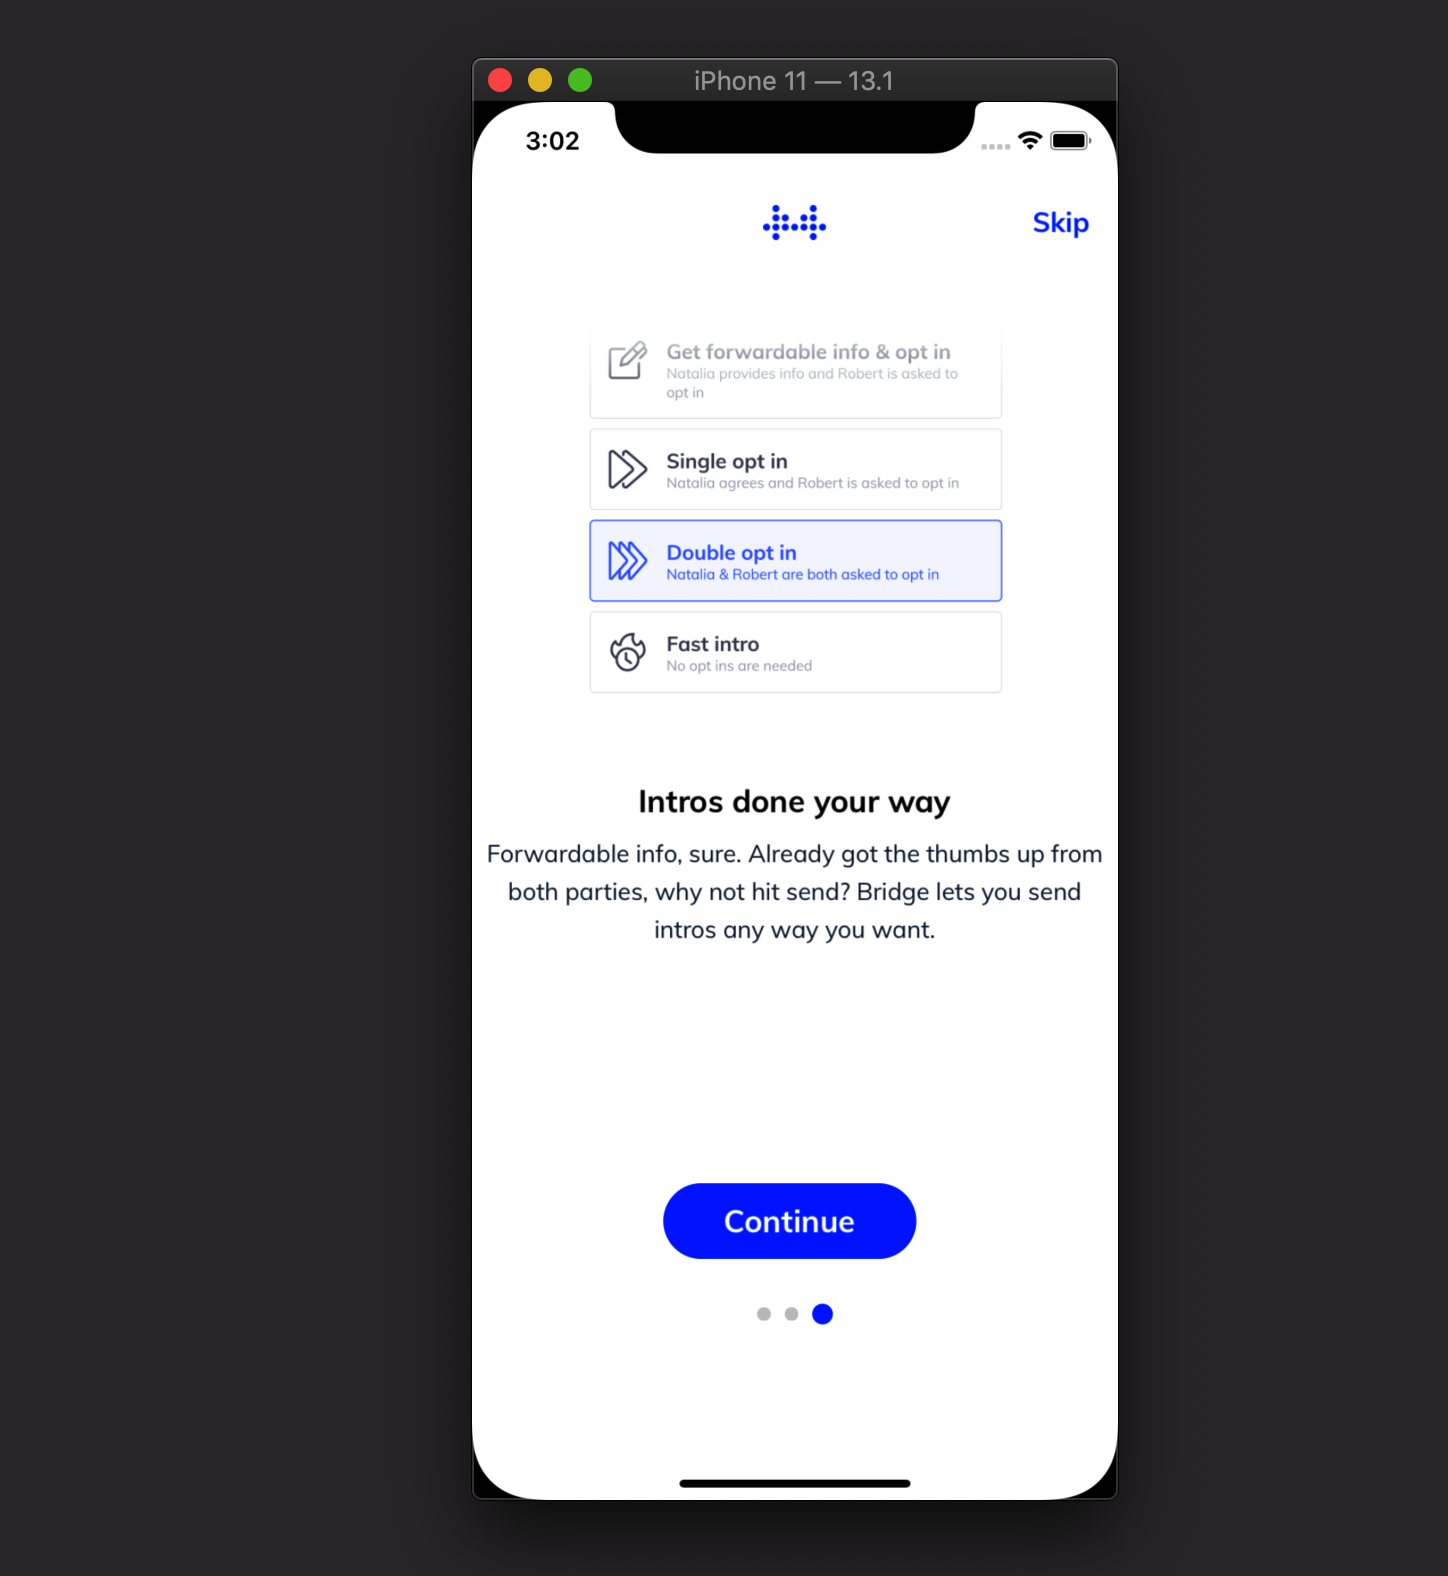 iPhone 11 — 13.1
3:02
Skip
Get forwardable info & opt in
Natalia provides info and Robert is asked to
opt in
Single opt in
Natalia agrees and Robert is asked to opt in
Double opt in
Natalia & Robert are both asked to opt in
Fast intro
No opt ins are needed
Intros done your way
Forwardable info, sure. Already got the thumbs up from
both parties, why not hit send? Bridge lets you send
intros any way you want.
Continue